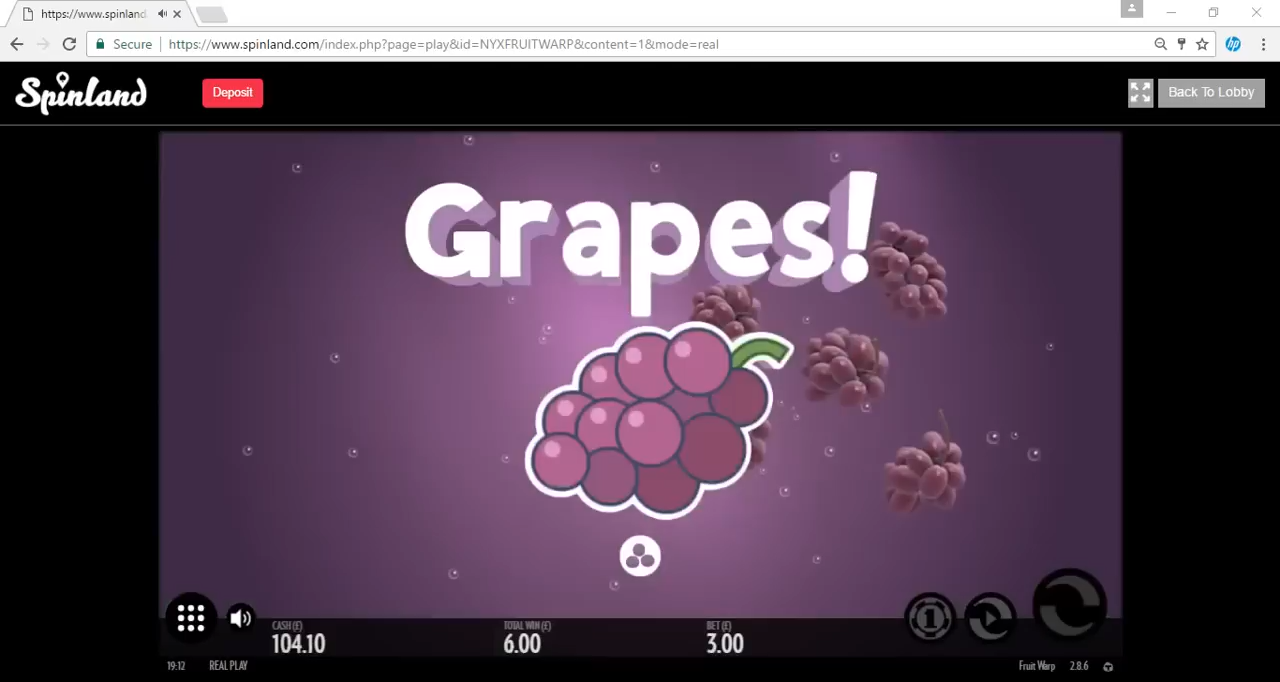 https://www.spinland
Secure
https://www.spinland.com/index.php?page=play&id=NYXFRUITWARP&content=1&mode=real
hp
Spinland
Deposit
Back To Lobby
Grapes!
1
CASH (£)
104.10
TOTAL WIN (£)
6.00
BET (£)
3.00
19:12
REAL PLAY
Fruit Warp
2.8.6